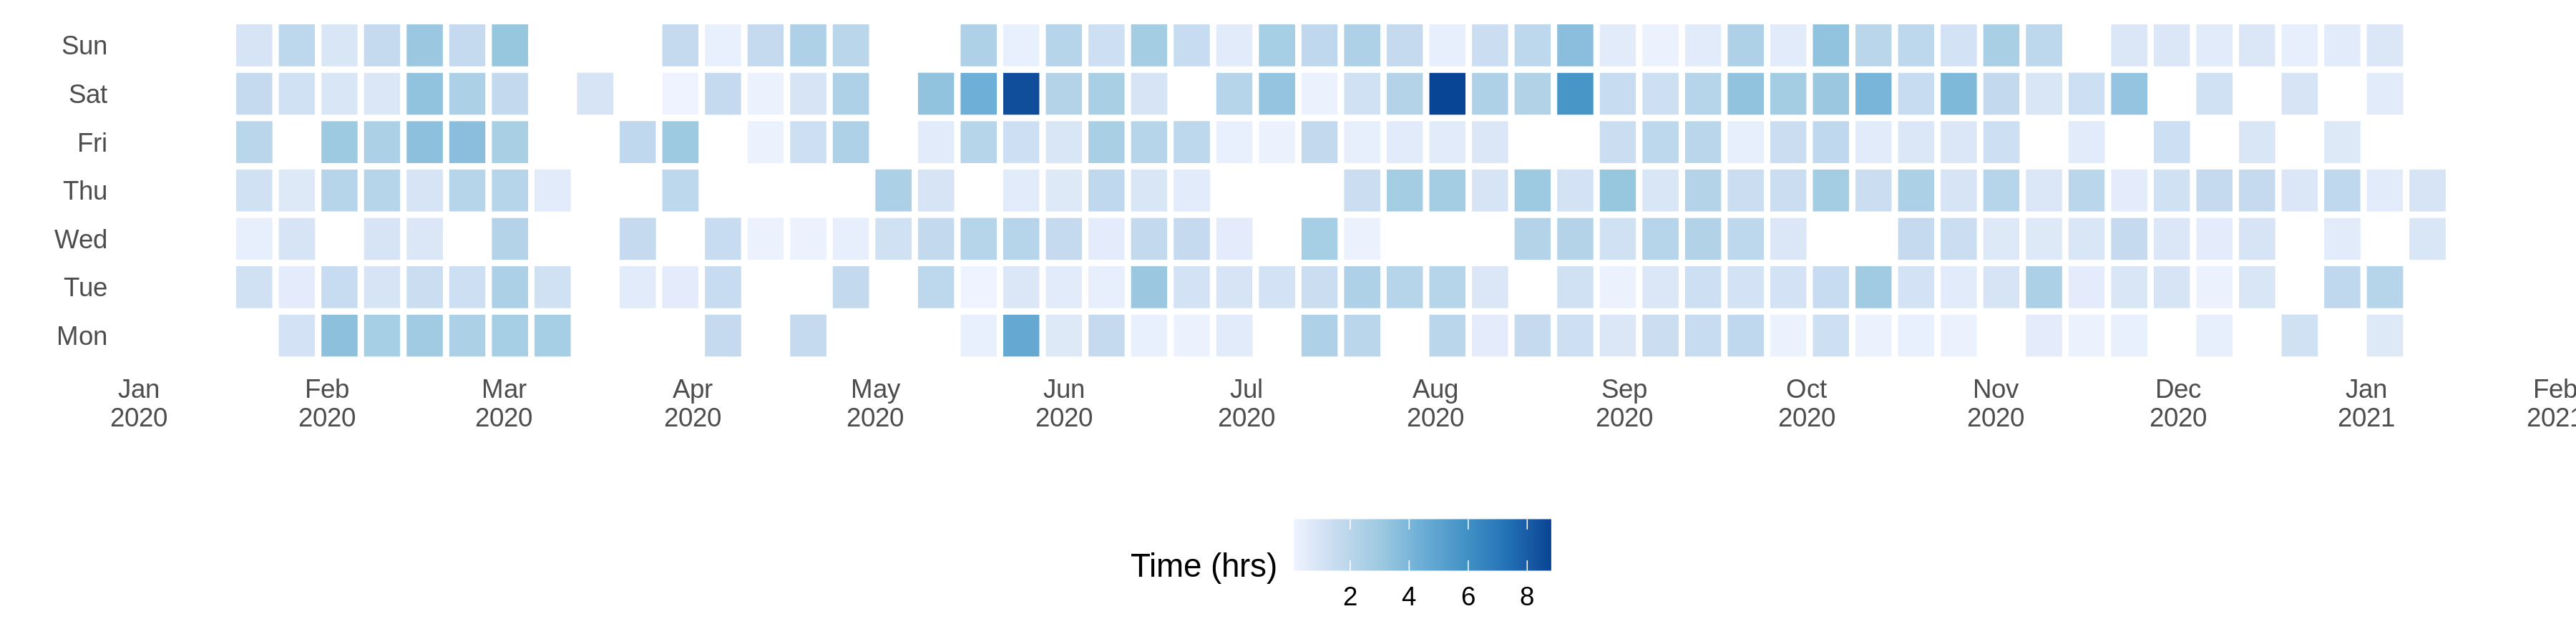 Sun
Sat
Fri
Thu
Wed
Tue
Mon
Jan Feb Mar Apr May Jun Jul Aug Sep Oct Nov Dec Jan Feb
2020 2020 2020 2020 2020 2020 2020 2020 2020 2020 2020 2020 2021 2021
Time (hrs)
2 4 6 8